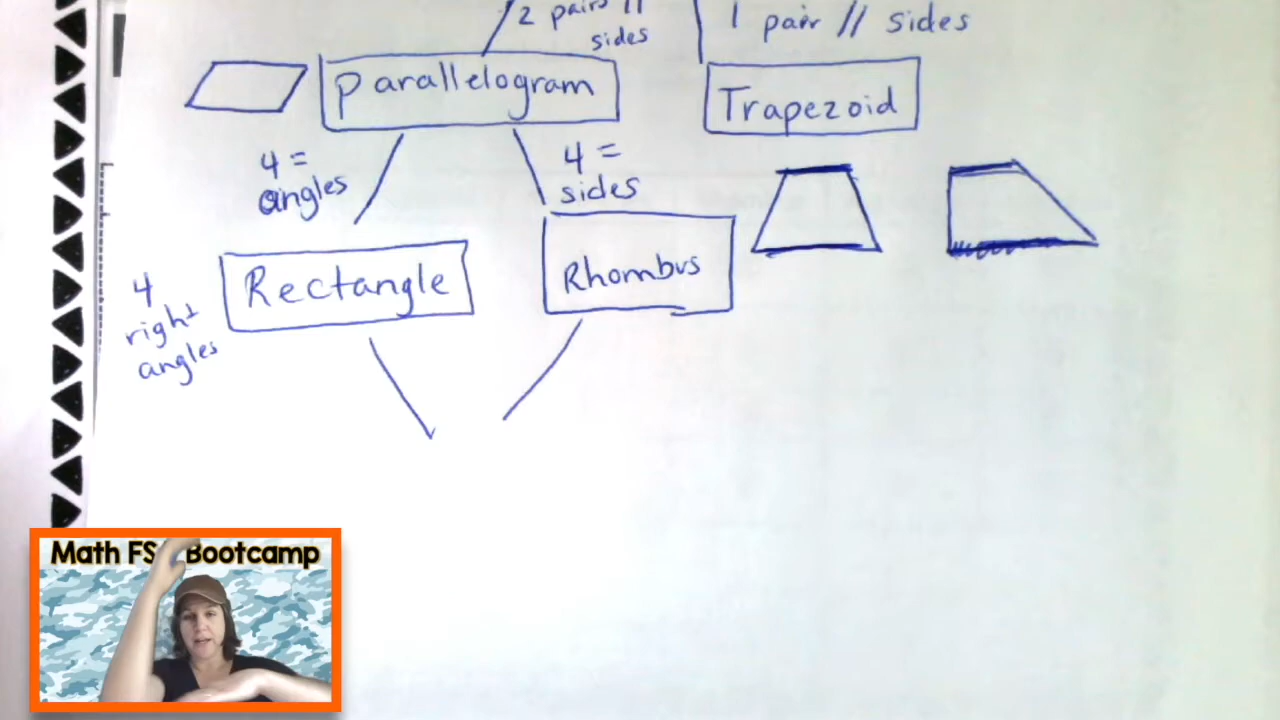 2 pairs //
sides
1 pair // sides
parallelogram
Trapezoid
4 =
angles
4 =
sides
Rectangle
Rhombus
4
right
angles
Math FS Bootcamp